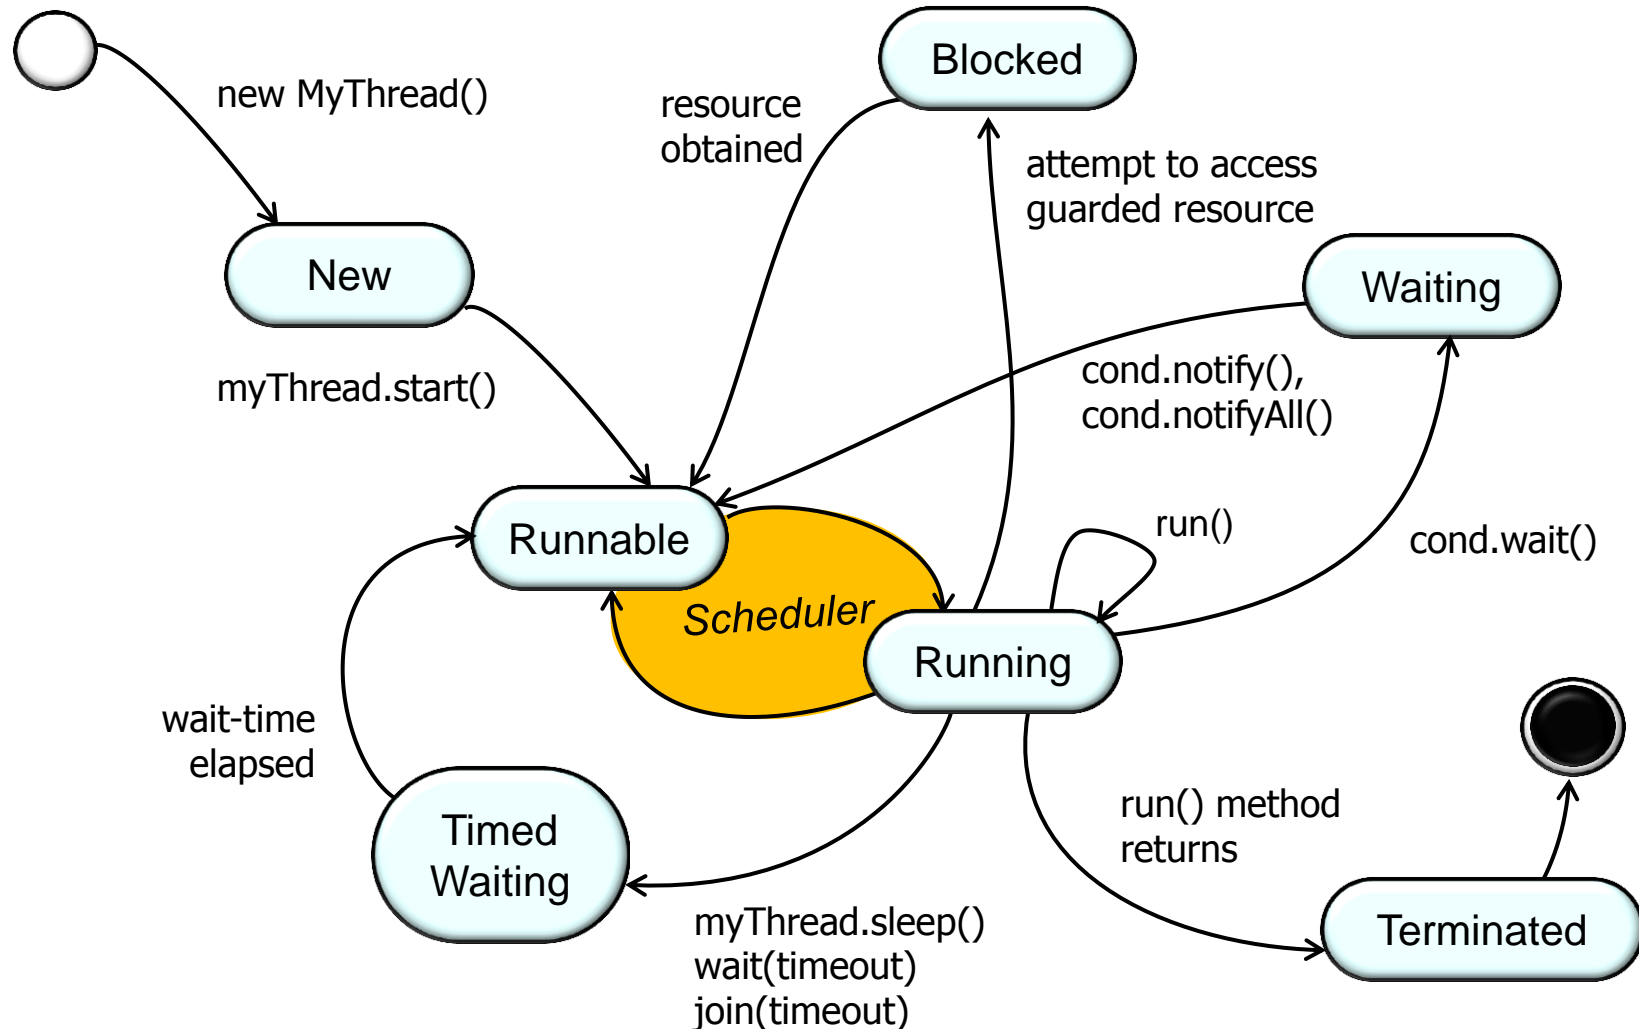 Blocked
new MyThread()
resource
obtained
attempt to access
guarded resource
New
Waiting
myThread.start()
cond.notify(),
cond.notifyAll()
Runnable
run()
cond.wait()
Scheduler
Running
wait-time
elapsed
Timed
Waiting
run() method
returns
myThread.sleep()
wait(timeout)
join(timeout)
Terminated